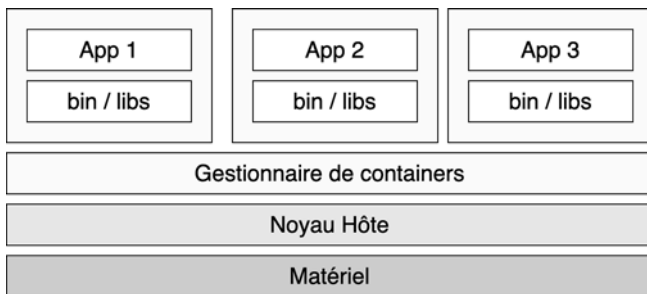 App 1 App 2 App 3
bin / libs bin / libs bin / libs
Gestionnaire de containers
Noyau Hôte
Matériel